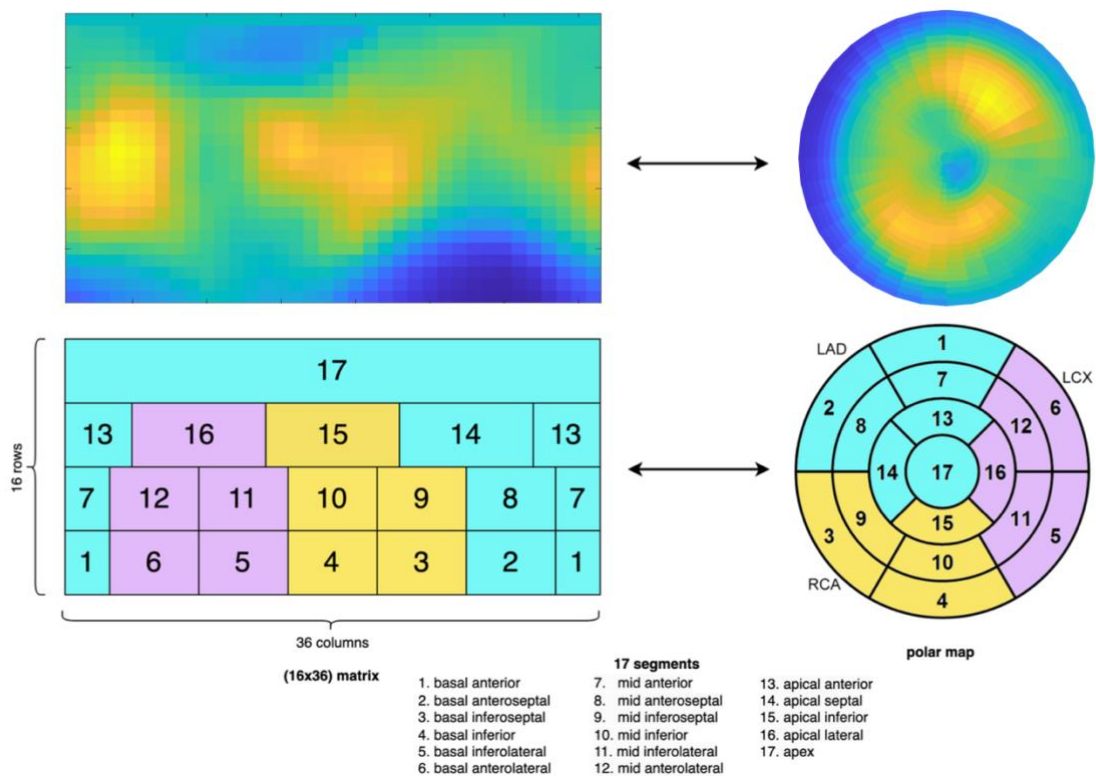 17
13 16 15 14 13
7 12 11 10 9 8 7
1 6 5 4 3 2 1
16 rows
36 columns
(16x36) matrix
LAD
LCX
RCA
1
7
2
8
13
12
6
14
17
16
3
9
15
11
5
10
4
polar map
17 segments
1. basal anterior
2. basal anteroseptal
3. basal inferoseptal
4. basal inferior
5. basal inferolateral
6. basal anterolateral
7. mid anterior
8. mid anteroseptal
9. mid inferoseptal
10. mid inferior
11. mid inferolateral
12. mid anterolateral
13. apical anterior
14. apical septal
15. apical inferior
16. apical lateral
17. apex